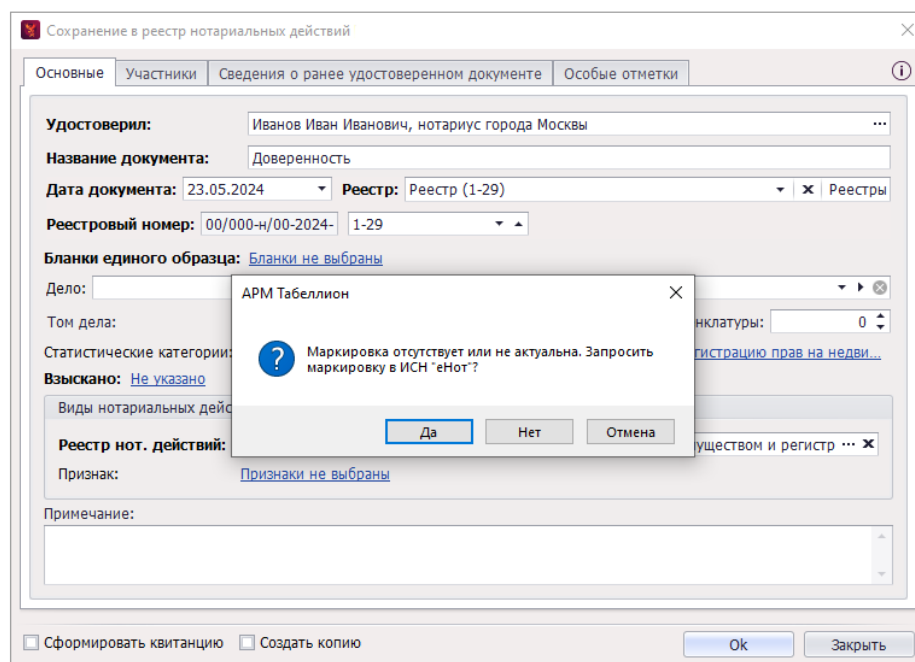 Сохранение в реестр нотариальных действий
Основные Участники Сведения о ранее удостоверенном документе Особые отметки
Удостоверил: Иванов Иван Иванович, нотариус города Москвы
Название документа: Доверенность
Дата документа: 23.05.2024 Реестр: Реестр (1-29) Реестры
Реестровый номер: 00/000-н/00-2024- 1-29
Бланки единого образца: Бланки не выбраны
Дело:
АРМ Табеллион
Том дела: нклатуры: 0
Маркировка отсутствует или не актуальна. Запросить
маркировку в ИСН "еНот"?
Статистические категории: гистрацию прав на недви...
Взыскано: Не указано
Виды нотариальных дейс
Да Нет Отмена
Реестр нот. действий: уществом и регистр
Признак: Признаки не выбраны
Примечание:
Сформировать квитанцию Создать копию Ok Закрыть